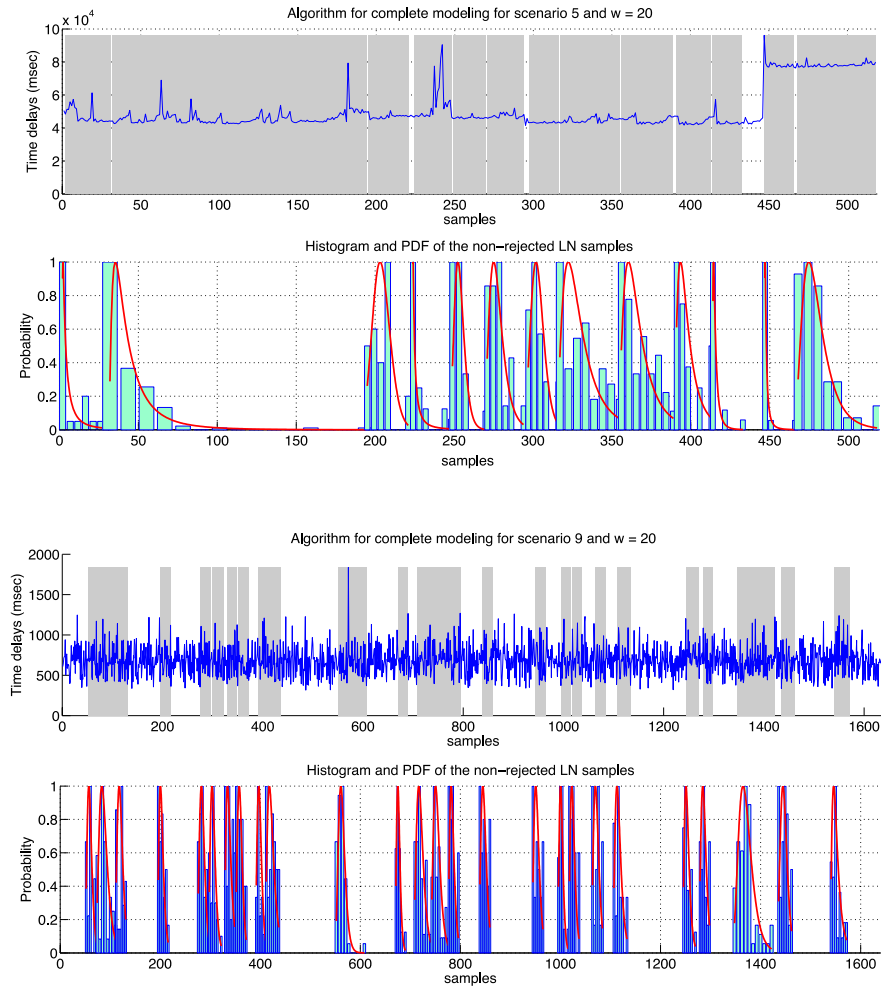 Algorithm for complete modeling for scenario 5 and w = 20
x 10^4
Time delays (msec)
10
8
6
4
2
0
0 50 100 150 200 250 300 350 400 450 500
samples
Histogram and PDF of the non−rejected LN samples
Probability
1
0.8
0.6
0.4
0.2
0
0 50 100 150 200 250 300 350 400 450 500
samples
Algorithm for complete modeling for scenario 9 and w = 20
Time delays (msec)
2000
1500
1000
500
0
0 200 400 600 800 1000 1200 1400 1600
samples
Histogram and PDF of the non−rejected LN samples
Probability
1
0.8
0.6
0.4
0.2
0
0 200 400 600 800 1000 1200 1400 1600
samples